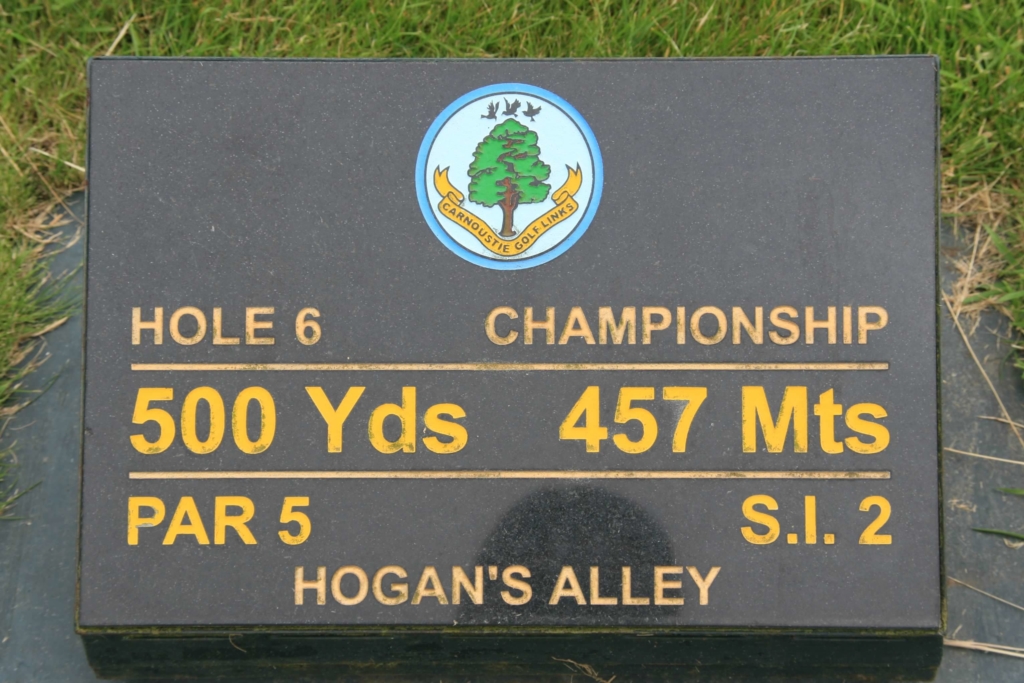 CARNOUSTIE GOLF LINKS
HOLE 6 CHAMPIONSHIP
500 Yds 457 Mts
PAR 5 S.I. 2
HOGAN'S ALLEY